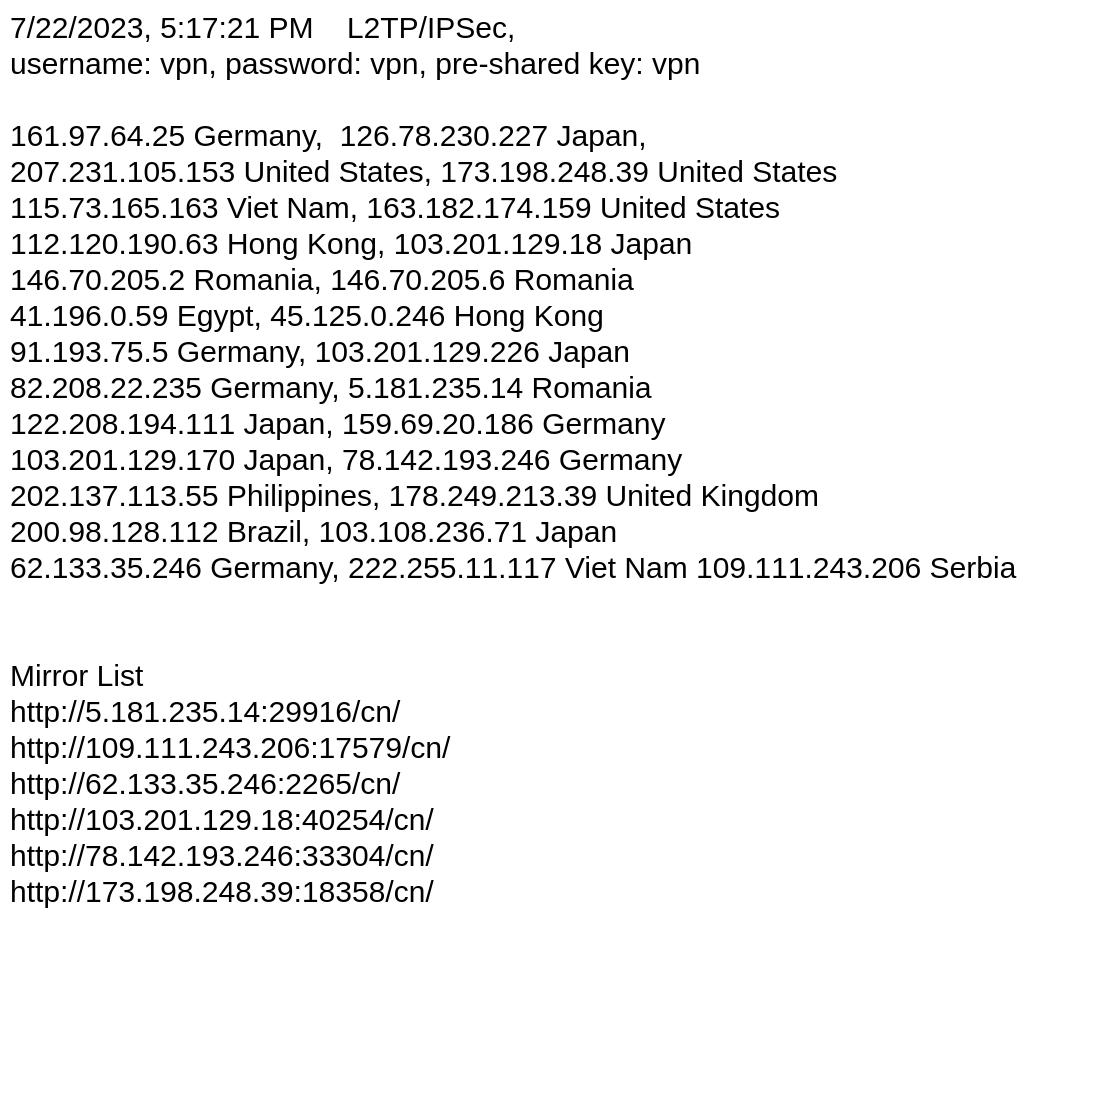 7/22/2023, 5:17:21 PM    L2TP/IPSec,
username: vpn, password: vpn, pre-shared key: vpn
161.97.64.25 Germany,  126.78.230.227 Japan,
207.231.105.153 United States, 173.198.248.39 United States
115.73.165.163 Viet Nam, 163.182.174.159 United States
112.120.190.63 Hong Kong, 103.201.129.18 Japan
146.70.205.2 Romania, 146.70.205.6 Romania
41.196.0.59 Egypt, 45.125.0.246 Hong Kong
91.193.75.5 Germany, 103.201.129.226 Japan
82.208.22.235 Germany, 5.181.235.14 Romania
122.208.194.111 Japan, 159.69.20.186 Germany
103.201.129.170 Japan, 78.142.193.246 Germany
202.137.113.55 Philippines, 178.249.213.39 United Kingdom
200.98.128.112 Brazil, 103.108.236.71 Japan
62.133.35.246 Germany, 222.255.11.117 Viet Nam 109.111.243.206 Serbia
Mirror List
http://5.181.235.14:29916/cn/
http://109.111.243.206:17579/cn/
http://62.133.35.246:2265/cn/
http://103.201.129.18:40254/cn/
http://78.142.193.246:33304/cn/
http://173.198.248.39:18358/cn/